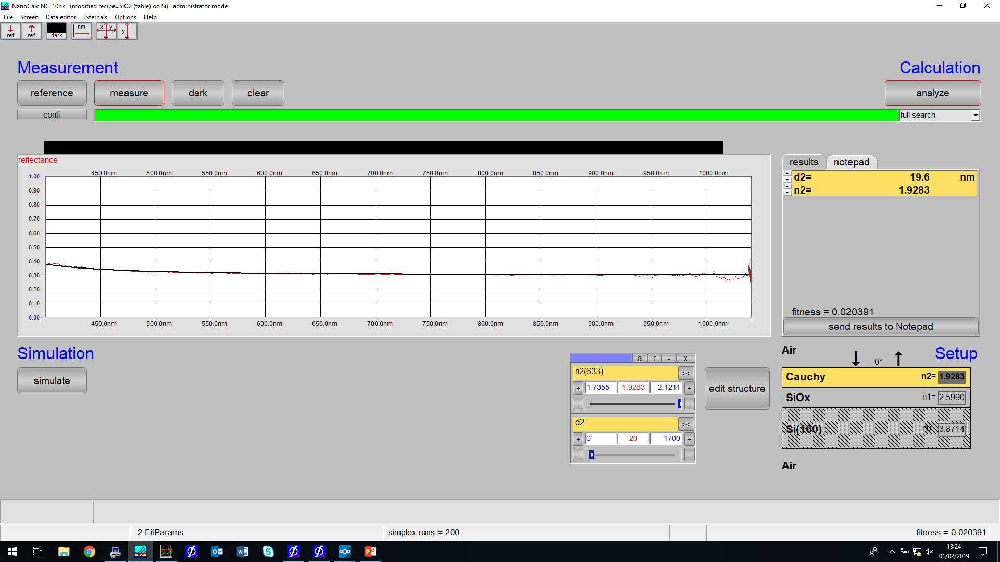 NanoCalc NC_10nk (modified recipe=SiO2 (table) on Si) administrator mode
File Screen Data editor Externals Options Help
ref ref dark nm x y y
Measurement Calculation
reference measure dark clear analyze
conti full search
reflectance
450.0nm 500.0nm 550.0nm 600.0nm 650.0nm 700.0nm 750.0nm 800.0nm 850.0nm 900.0nm 950.0nm 1000.0nm
1.00
0.90
0.80
0.70
0.60
0.50
0.40
0.30
0.20
0.10
0.00
450.0nm 500.0nm 550.0nm 600.0nm 650.0nm 700.0nm 750.0nm 800.0nm 850.0nm 900.0nm 950.0nm 1000.0nm
results notepad
d2= 19.6 nm
n2= 1.9283
fitness = 0.020391
send results to Notepad
Simulation
simulate
a r - x
n2(633) ><
+ 1.7355 1.9283 2.1211 +
- -
d2 ><
+ 0 20 1700 +
- -
edit structure
Air 0° Setup
Cauchy n2= 1.9283
SiOx n1= 2.5990
Si(100) n0= 3.8714
Air
2 FitParams simplex runs = 200 fitness = 0.020391
13:24
01/02/2019